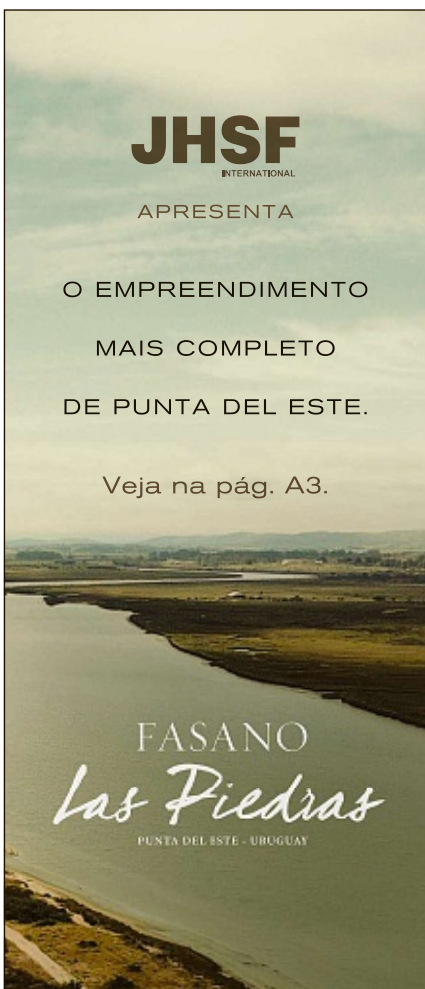 JHSF
INTERNATIONAL
APRESENTA
O EMPREENDIMENTO
MAIS COMPLETO
DE PUNTA DEL ESTE.
Veja na pág. A3.
FASANO
Las Piedras
PUNTA DEL ESTE - URUGUAY